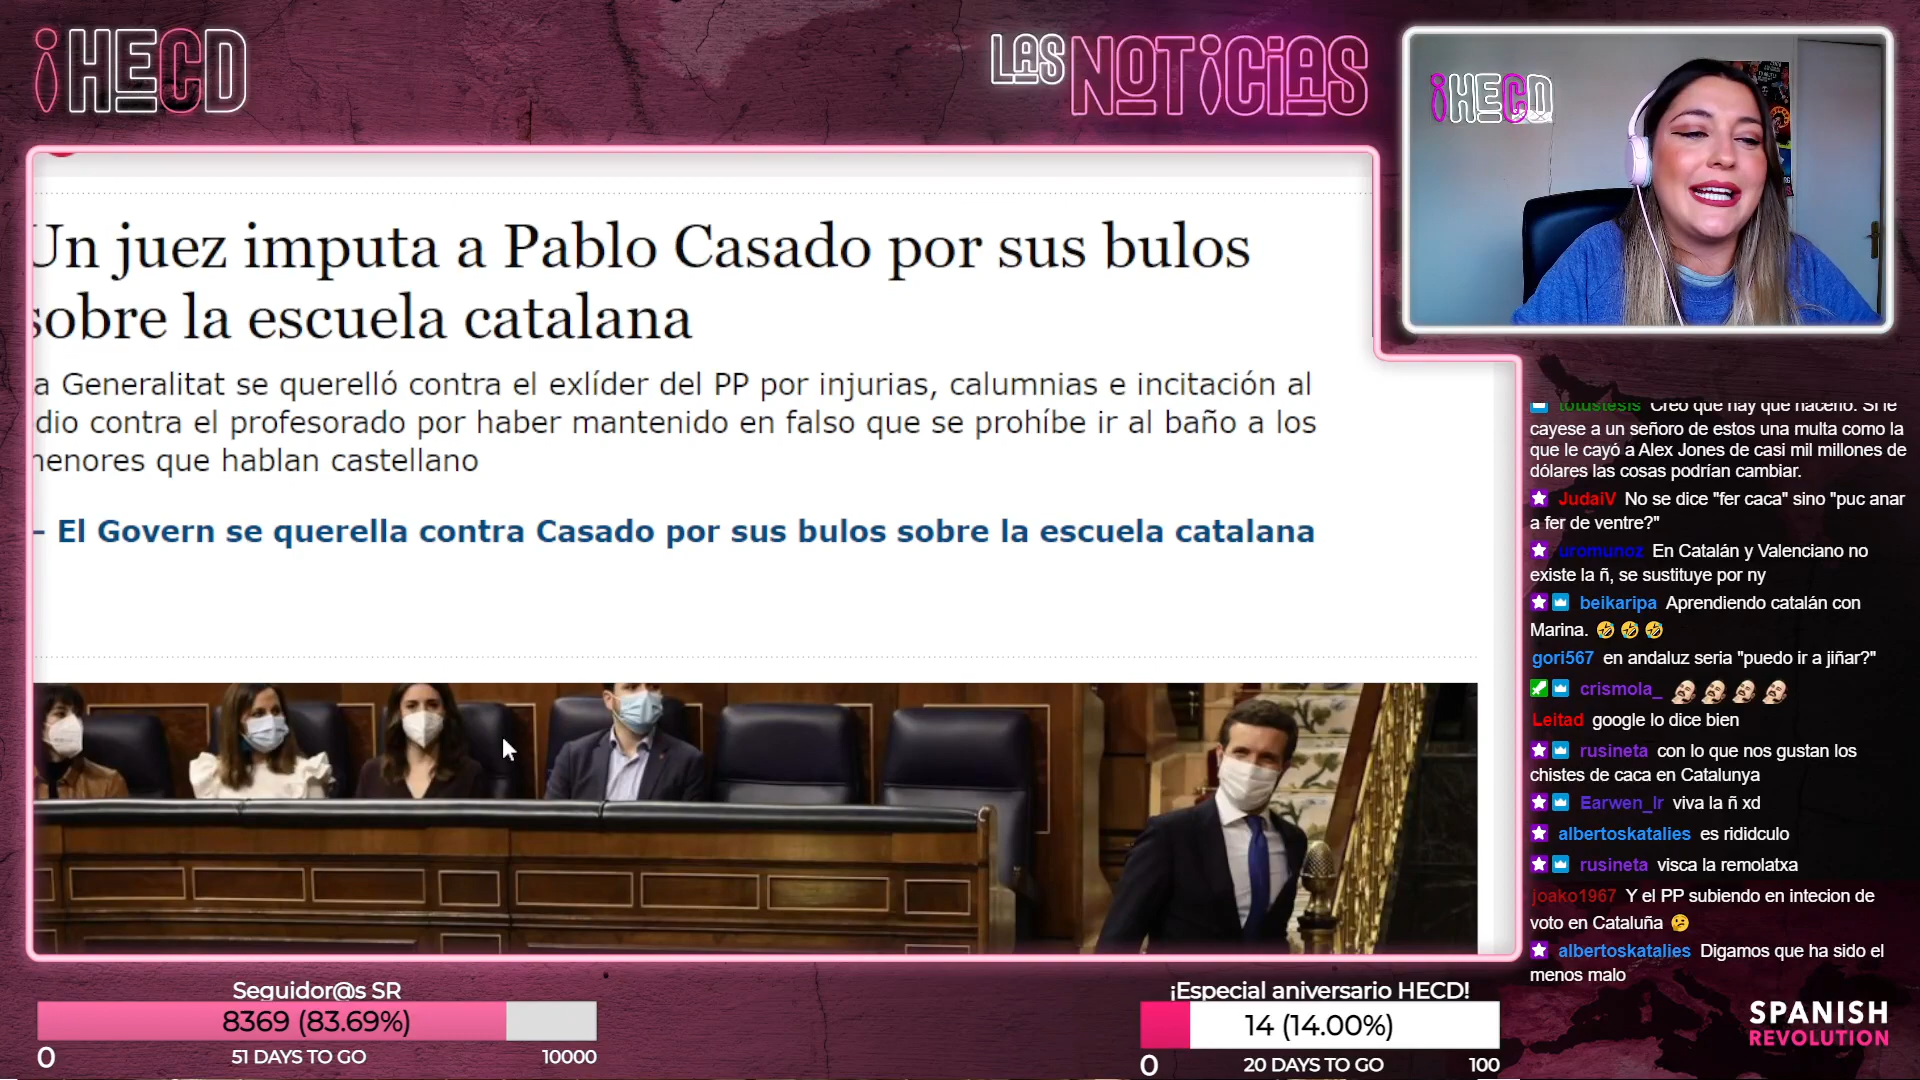 ¡HECD
LAS NOTICIAS
¡HECD
Un juez imputa a Pablo Casado por sus bulos
sobre la escuela catalana
a Generalitat se querelló contra el exlíder del PP por injurias, calumnias e incitación al
dio contra el profesorado por haber mantenido en falso que se prohíbe ir al baño a los
menores que hablan castellano
– El Govern se querella contra Casado por sus bulos sobre la escuela catalana
totustesis Creo que hay que hacerlo. Si le
cayese a un señoro de estos una multa como la
que le cayó a Alex Jones de casi mil millones de
dólares las cosas podrían cambiar.
JudaiV No se dice "fer caca" sino "puc anar
a fer de ventre?"
uromunoz En Catalán y Valenciano no
existe la ñ, se sustituye por ny
beikaripa Aprendiendo catalán con
Marina. 🤣 🤣 🤣
gori567 en andaluz seria "puedo ir a jiñar?"
crismola_
Leitad google lo dice bien
rusineta con lo que nos gustan los
chistes de caca en Catalunya
Earwen_lr viva la ñ xd
albertoskatalies es rididculo
rusineta visca la remolatxa
joako1967 Y el PP subiendo en intecion de
voto en Cataluña 🤔
albertoskatalies Digamos que ha sido el
menos malo
Seguidor@s SR
8369 (83.69%)
0 51 DAYS TO GO 10000
¡Especial aniversario HECD!
14 (14.00%)
0 20 DAYS TO GO 100
SPANISH
REVOLUTION